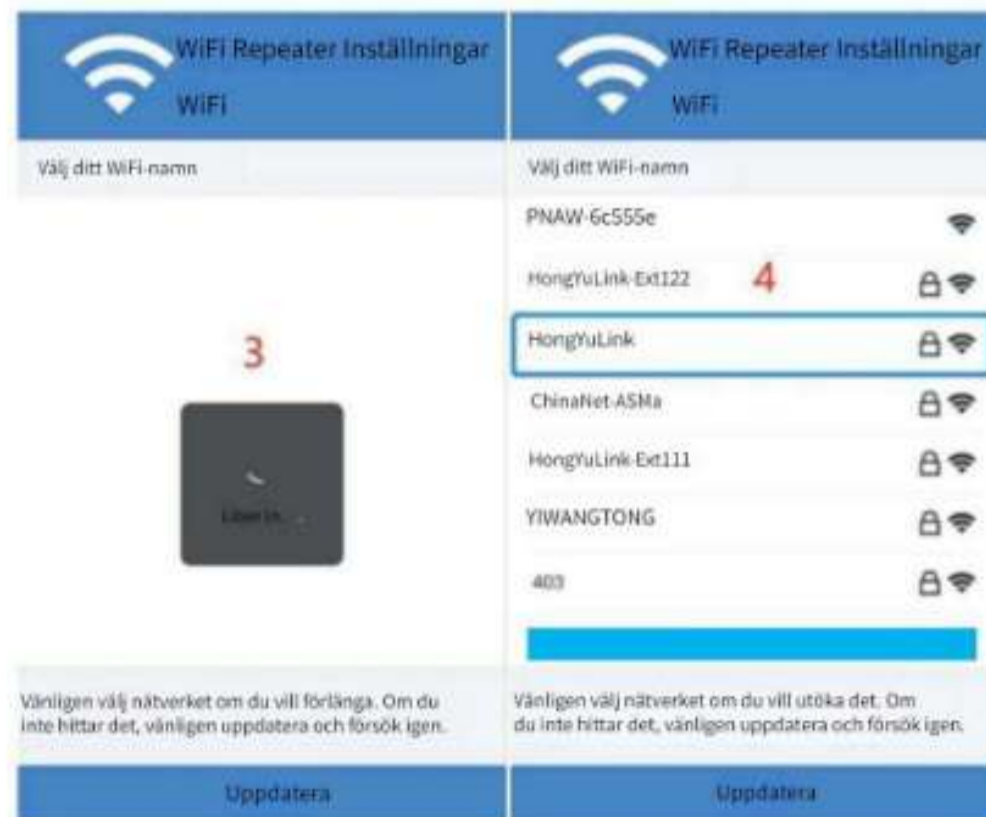 WiFi Repeater Inställningar
WiFi
Välj ditt WiFi-namn
3
Vänligen välj nätverket om du vill förlänga. Om du
inte hittar det, vänligen uppdatera och försök igen.
Uppdatera
WiFi Repeater Inställningar
WiFi
Välj ditt WiFi-namn
PNAW-6c555e
HongYuLink-Ext122
4
HongYuLink
ChinaNet-ASMa
HongYuLink-Ext111
YIWANGTONG
403
Vänligen välj nätverket om du vill utöka det. Om
du inte hittar det, vänligen uppdatera och försök igen.
Uppdatera